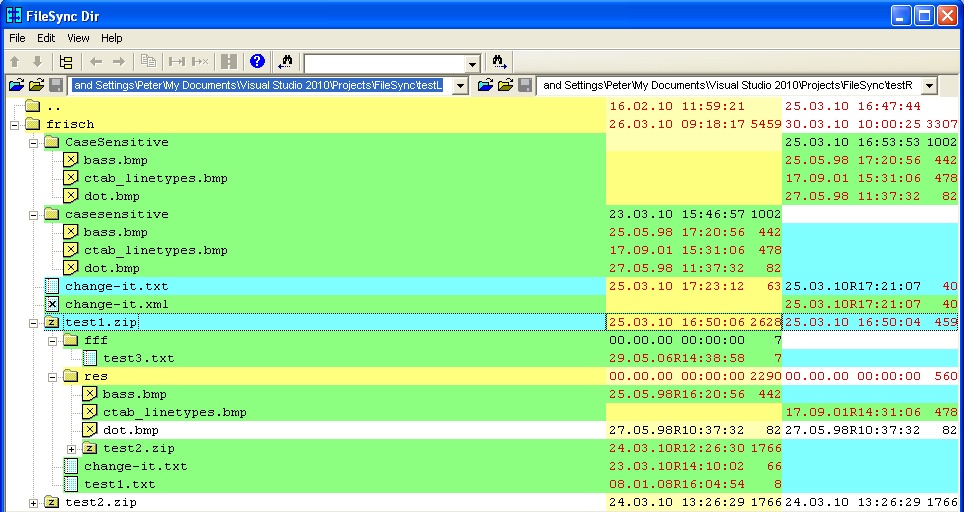 FileSync Dir
File Edit View Help
and Settings\Peter\My Documents\Visual Studio 2010\Projects\FileSync\testL and Settings\Peter\My Documents\Visual Studio 2010\Projects\FileSync\testR
.. 16.02.10 11:59:21 25.03.10 16:47:44
frisch 26.03.10 09:18:17 5459 30.03.10 10:00:25 3307
CaseSensitive 25.03.10 16:53:53 1002
bass.bmp 25.05.98 17:20:56 442
ctab_linetypes.bmp 17.09.01 15:31:06 478
dot.bmp 27.05.98 11:37:32 82
casesensitive 23.03.10 15:46:57 1002
bass.bmp 25.05.98 17:20:56 442
ctab_linetypes.bmp 17.09.01 15:31:06 478
dot.bmp 27.05.98 11:37:32 82
change-it.txt 25.03.10 17:23:12 63 25.03.10R17:21:07 40
change-it.xml 25.03.10R17:21:07 40
test1.zip 25.03.10 16:50:06 2628 25.03.10 16:50:04 459
fff 00.00.00 00:00:00 7
test3.txt 29.05.06R14:38:58 7
res 00.00.00 00:00:00 2290 00.00.00 00:00:00 560
bass.bmp 25.05.98R16:20:56 442
ctab_linetypes.bmp 17.09.01R14:31:06 478
dot.bmp 27.05.98R10:37:32 82 27.05.98R10:37:32 82
test2.zip 24.03.10R12:26:30 1766
change-it.txt 23.03.10R14:10:02 66
test1.txt 08.01.08R16:04:54 8
test2.zip 24.03.10 13:26:29 1766 24.03.10 13:26:29 1766